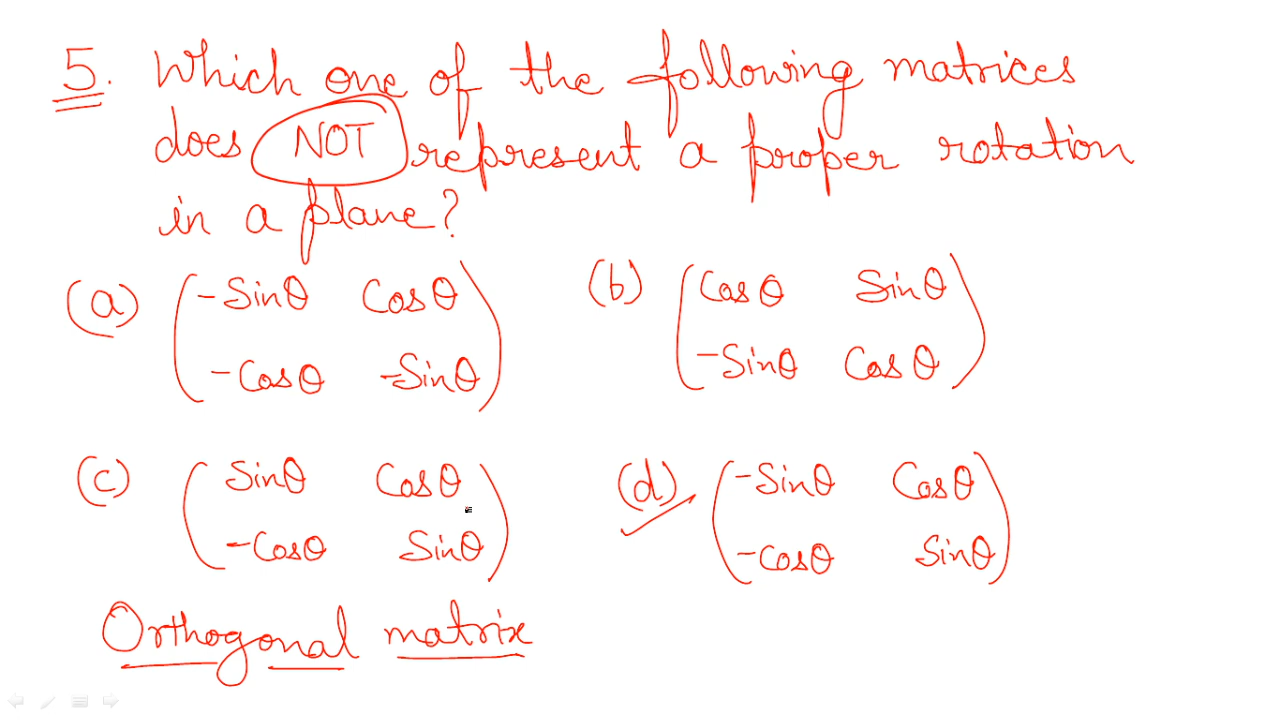 5. Which one of the following matrices
does NOT represent a proper rotation
in a plane?
(a) -Sinθ Cosθ (b) Cosθ Sinθ
-Cosθ -Sinθ -Sinθ Cosθ
(c) Sinθ Cosθ (d) -Sinθ Cosθ
-Cosθ Sinθ -Cosθ Sinθ
Orthogonal matrix